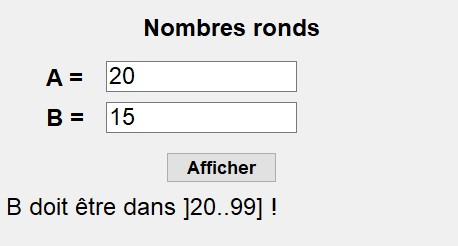 Nombres ronds
A = 20
B = 15
Afficher
B doit être dans ]20..99] !